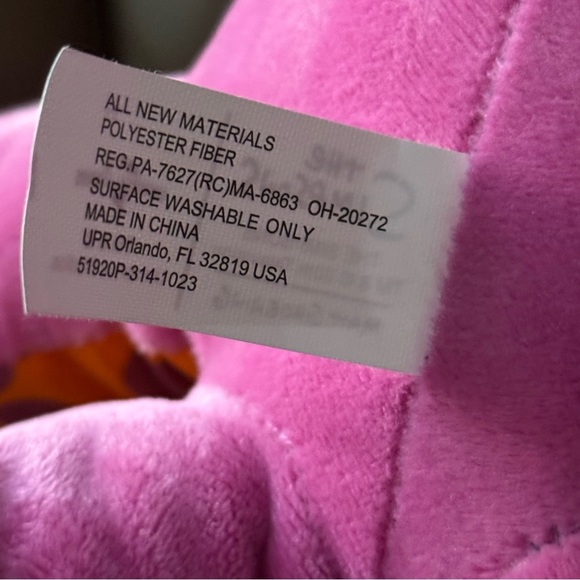 ALL NEW MATERIALS
POLYESTER FIBER
REG.PA-7627(RC)MA-6863 OH-20272
SURFACE WASHABLE ONLY
MADE IN CHINA
UPR Orlando, FL 32819 USA
51920P-314-1023
THE